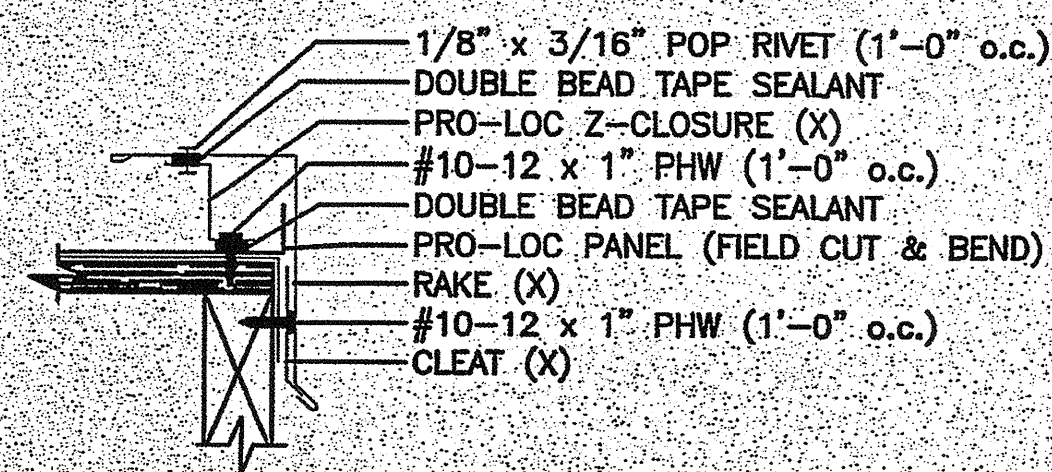 1/8" x 3/16" POP RIVET (1'-0" o.c.)
DOUBLE BEAD TAPE SEALANT
PRO-LOC Z-CLOSURE (X)
#10-12 x 1" PHW (1'-0" o.c.)
DOUBLE BEAD TAPE SEALANT
PRO-LOC PANEL (FIELD CUT & BEND)
RAKE (X)
#10-12 x 1" PHW (1'-0" o.c.)
CLEAT (X)